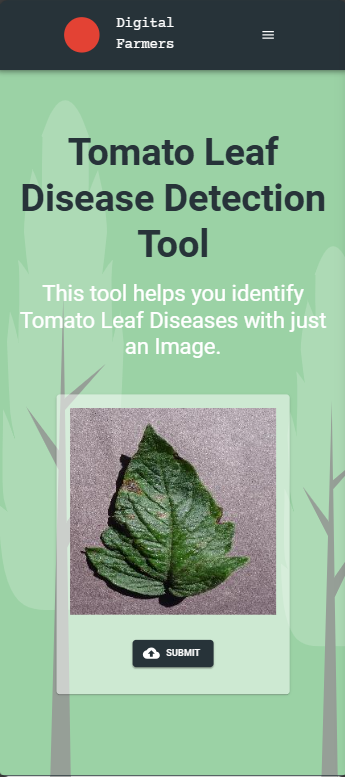 Digital
Farmers
Tomato Leaf
Disease Detection
Tool
This tool helps you identify
Tomato Leaf Diseases with just
an Image.
SUBMIT